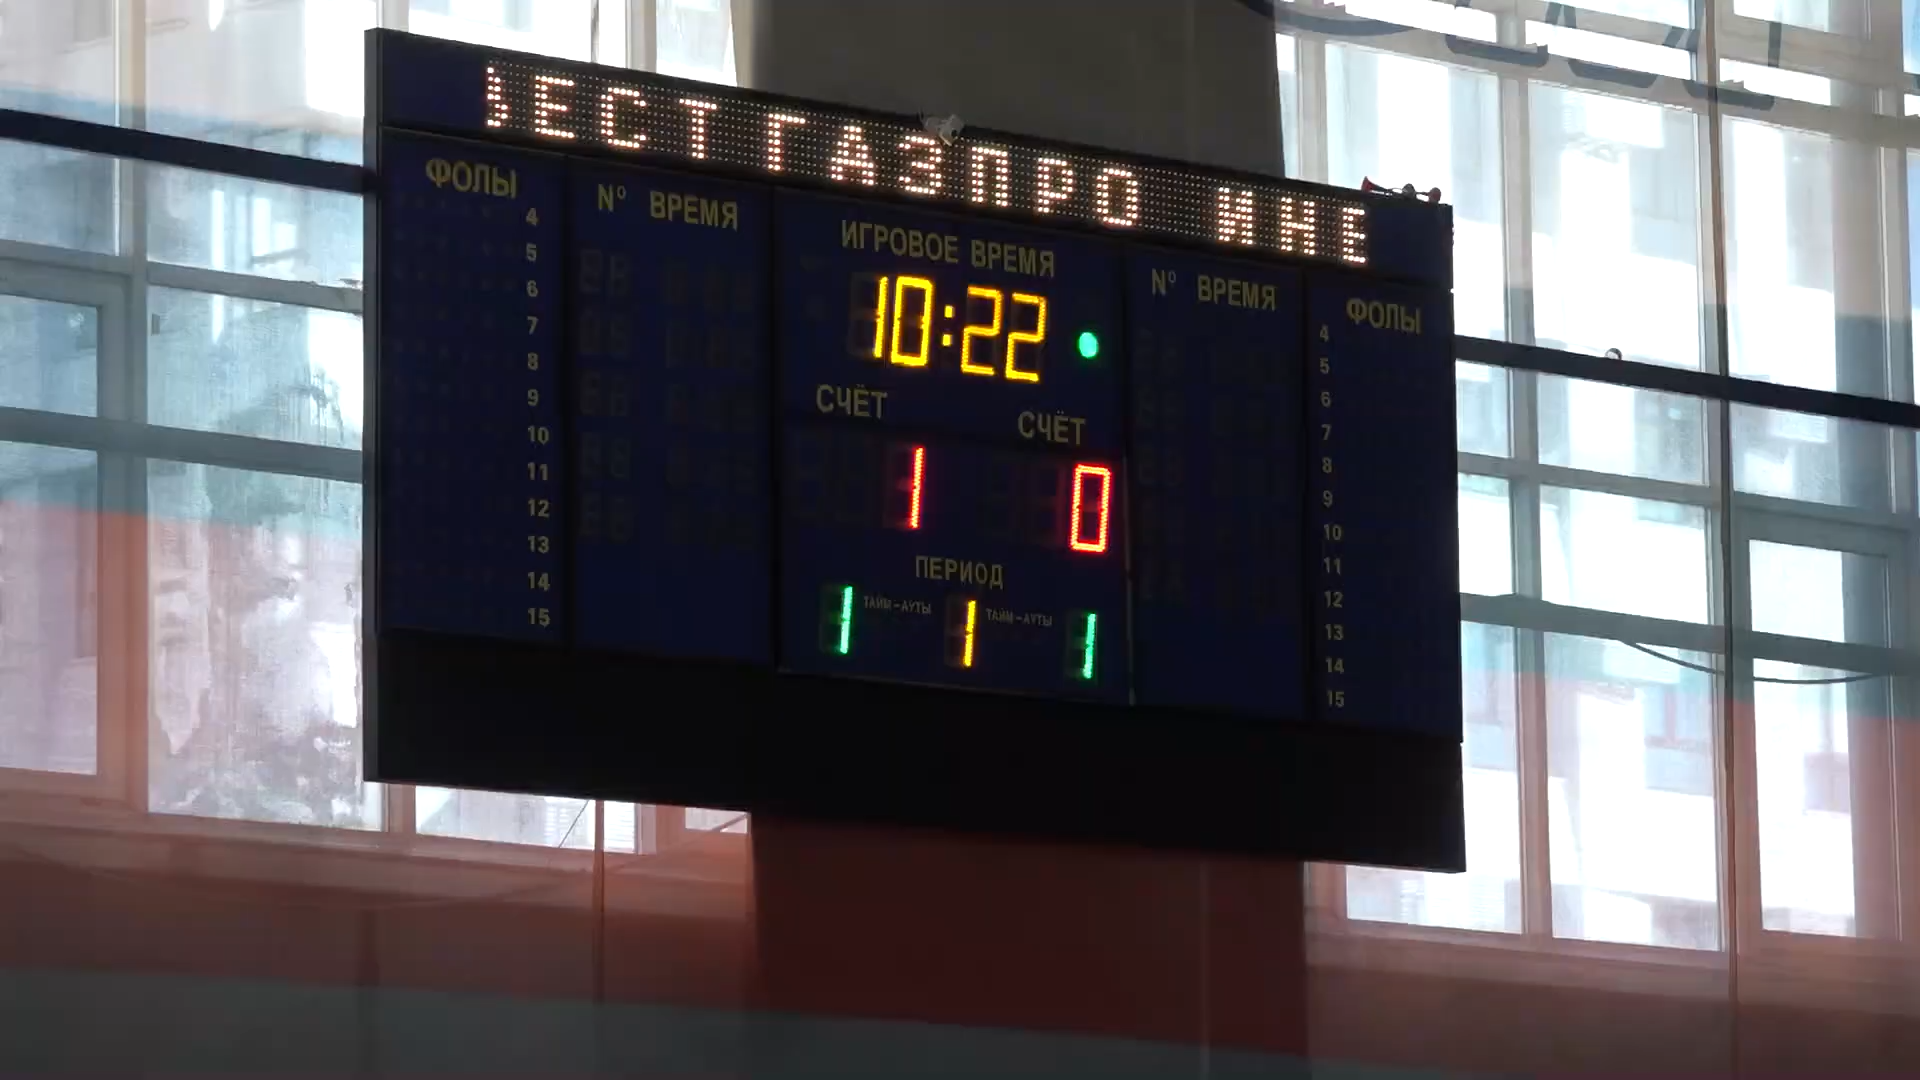 ЕСТ ГАЗПРО ИНЕ
ФОЛЫ
Nº ВРЕМЯ
ИГРОВОЕ ВРЕМЯ
10:22
Nº ВРЕМЯ
ФОЛЫ
4
5
6
7
8
9
10
11
12
13
14
15
СЧЁТ СЧЁТ
1 0
ПЕРИОД
ТАЙМ-АУТЫ ТАЙМ-АУТЫ
1 1 1
4
5
6
7
8
9
10
11
12
13
14
15